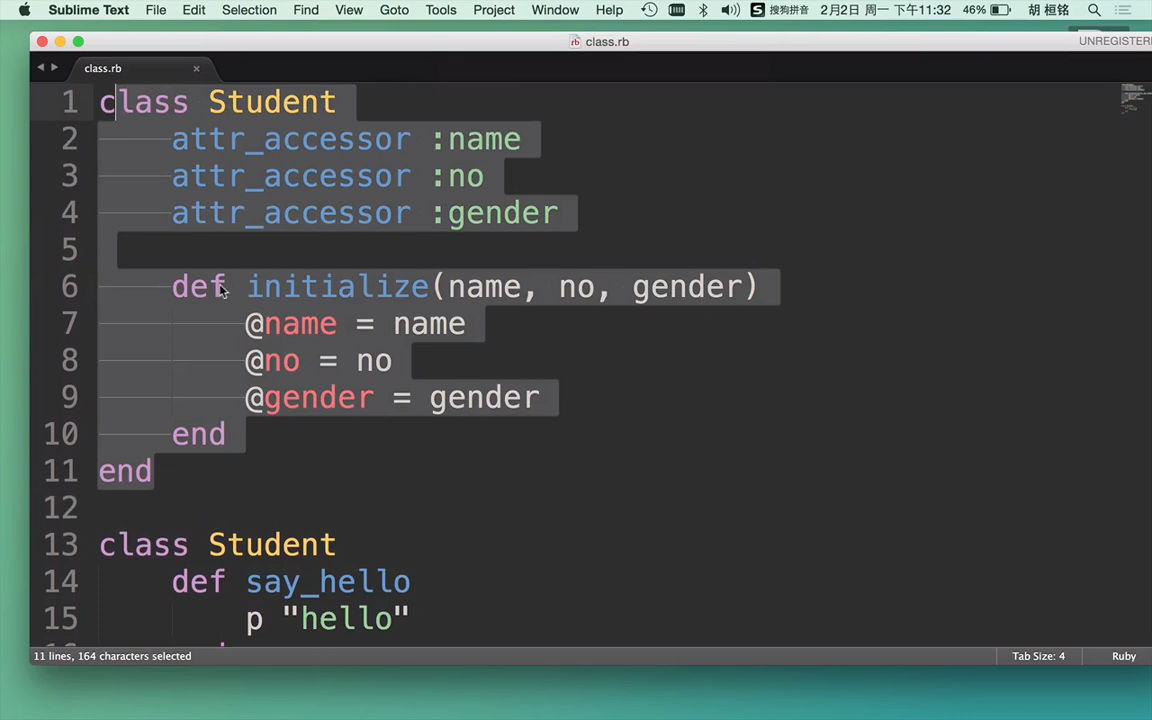 Sublime Text File Edit Selection Find View Goto Tools Project Window Help S 搜狗拼音 2月2日 周一 下午11:32 46% 胡 桓铭
class.rb UNREGISTER
class.rb ×
1 class Student
2 attr_accessor :name
3 attr_accessor :no
4 attr_accessor :gender
5
6 def initialize(name, no, gender)
7 @name = name
8 @no = no
9 @gender = gender
10 end
11 end
12
13 class Student
14 def say_hello
15 p "hello"
11 lines, 164 characters selected Tab Size: 4 Ruby